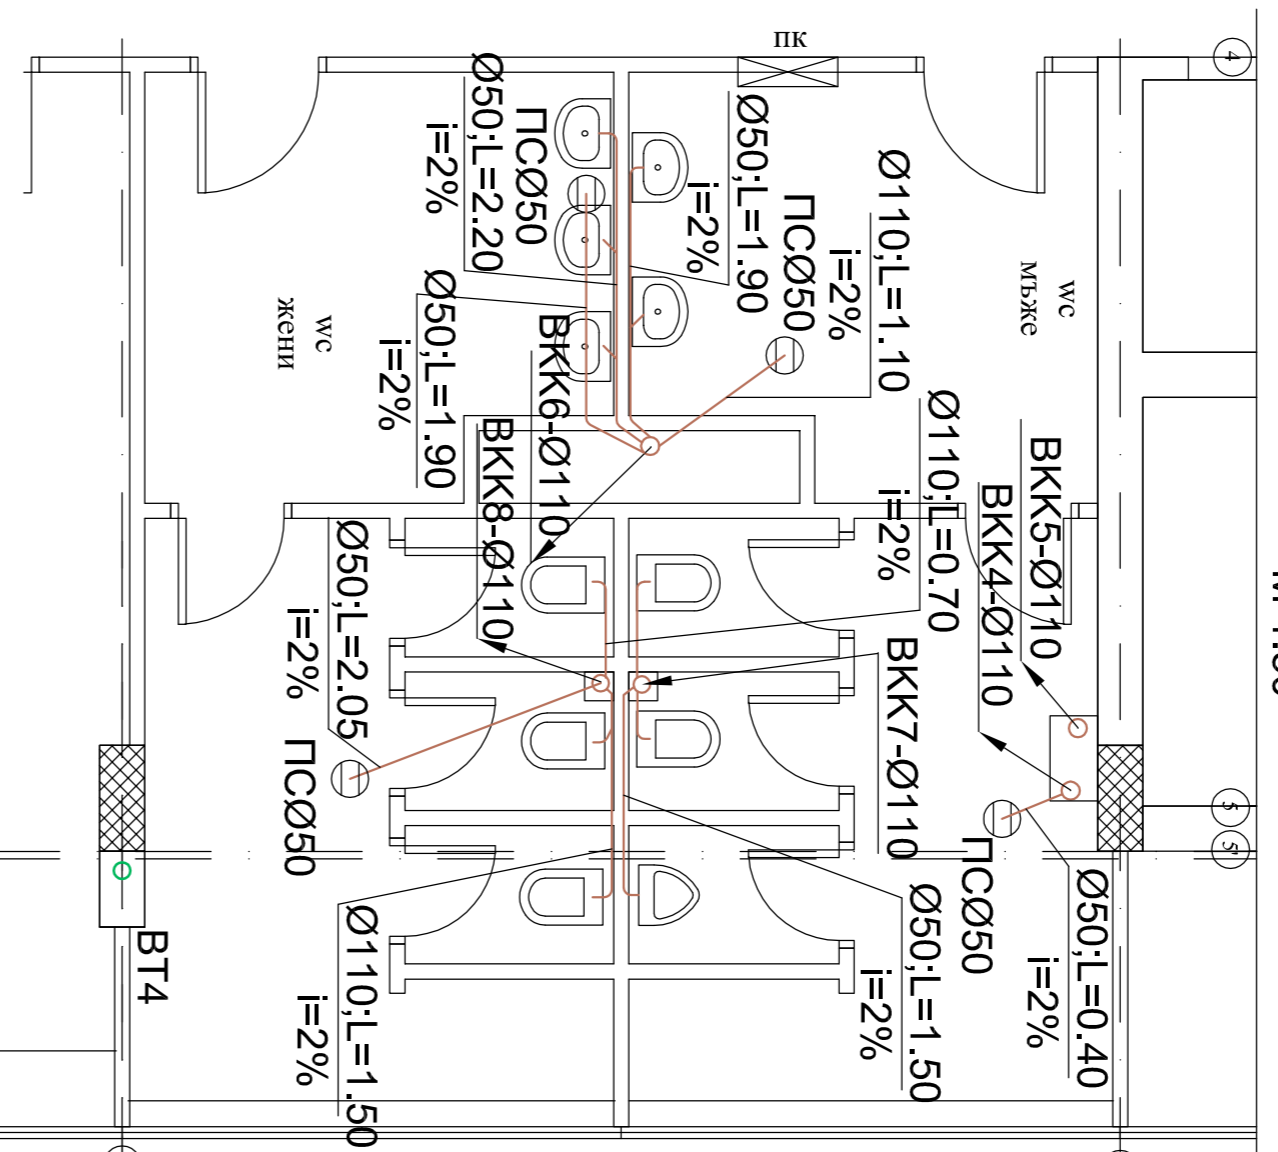 ПК
4
Ø50;L=2.20
i=2%
ПСØ50
Ø50;L=1.90
i=2%
ПСØ50
Ø110;L=1.10
i=2%
wc
мъже
wc
жени
Ø50;L=1.90
i=2%
ВКК6-Ø110
ВКК8-Ø110
Ø110;L=0.70
i=2%
ВКК5-Ø110
ВКК4-Ø110
Ø50;L=2.05
i=2%
ПСØ50
ВКК7-Ø110
5
5'
ПСØ50
Ø50;L=0.40
i=2%
Ø50;L=1.50
i=2%
Ø110;L=1.50
i=2%
ВТ4